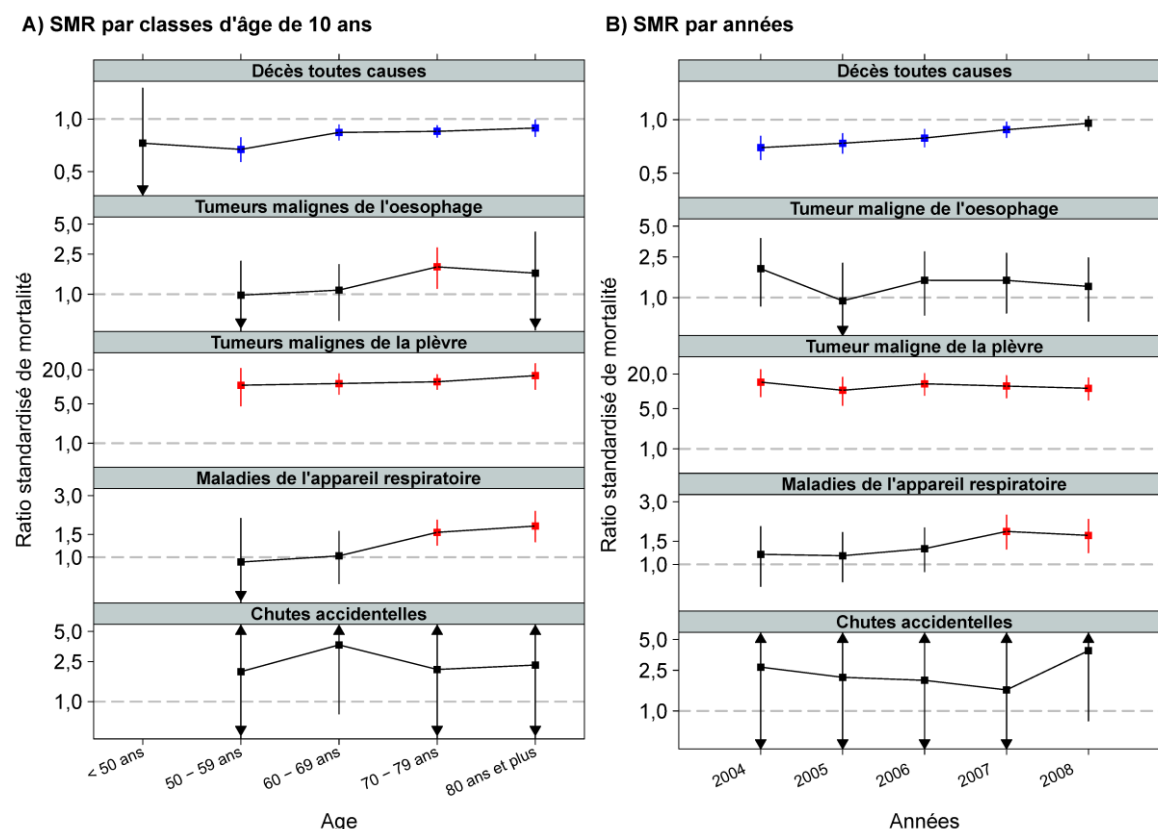 A) SMR par classes d'âge de 10 ans
Décès toutes causes
1,0
0,5
Tumeurs malignes de l'oesophage
5,0
2,5
1,0
Tumeurs malignes de la plèvre
20,0
5,0
1,0
Maladies de l'appareil respiratoire
3,0
1,5
1,0
Chutes accidentelles
5,0
2,5
1,0
Ratio standardisé de mortalité
< 50 ans
50 – 59 ans
60 – 69 ans
70 – 79 ans
80 ans et plus
Age
B) SMR par années
Décès toutes causes
1,0
0,5
Tumeur maligne de l'oesophage
5,0
2,5
1,0
Tumeur maligne de la plèvre
20,0
5,0
1,0
Maladies de l'appareil respiratoire
3,0
1,5
1,0
Chutes accidentelles
5,0
2,5
1,0
Ratio standardisé de mortalité
2004
2005
2006
2007
2008
Années